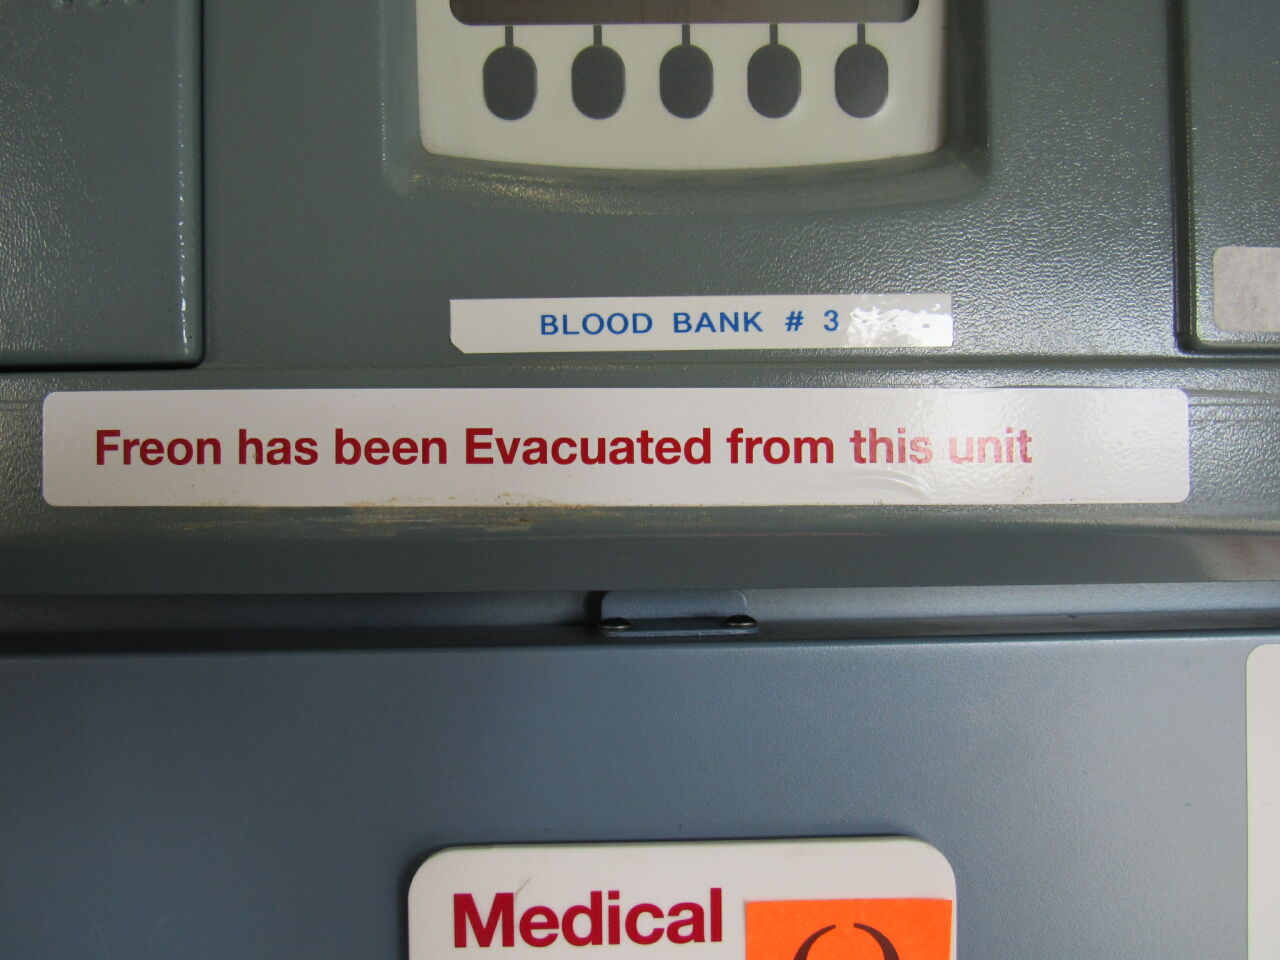 BLOOD BANK # 3
Freon has been Evacuated from this unit
Medical